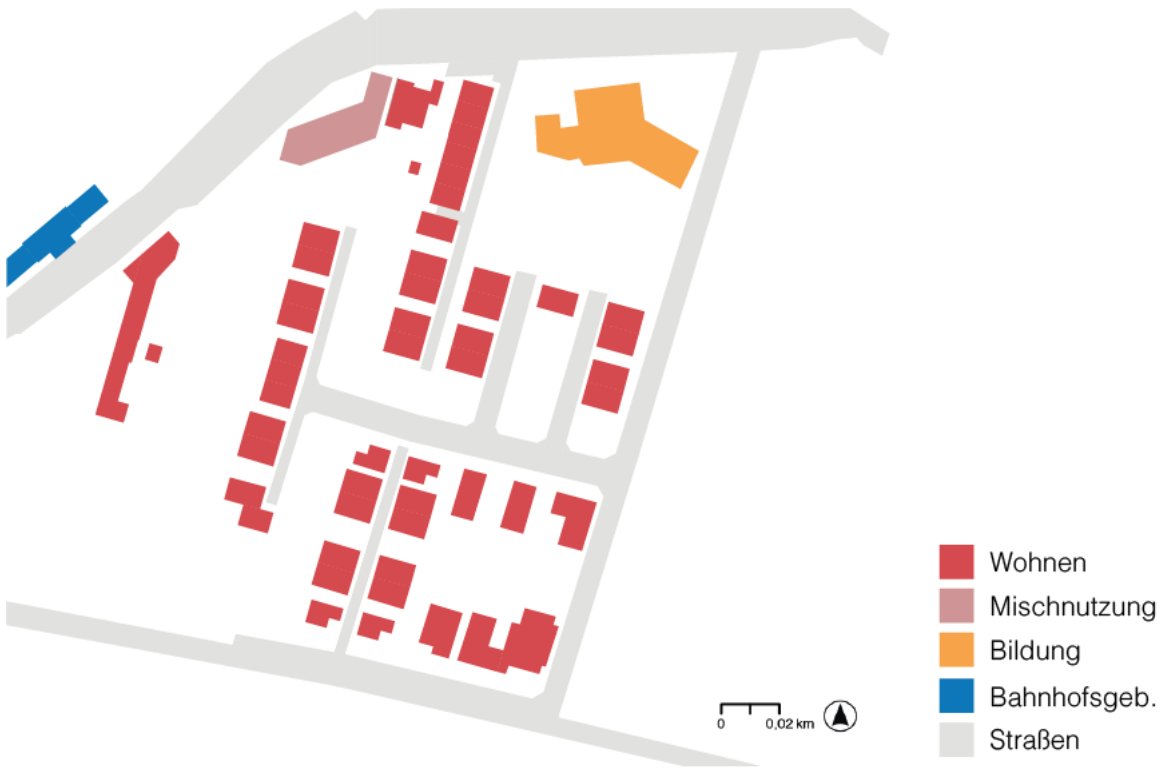 Wohnen
Mischnutzung
Bildung
Bahnhofsgeb.
Straßen
0 0,02 km